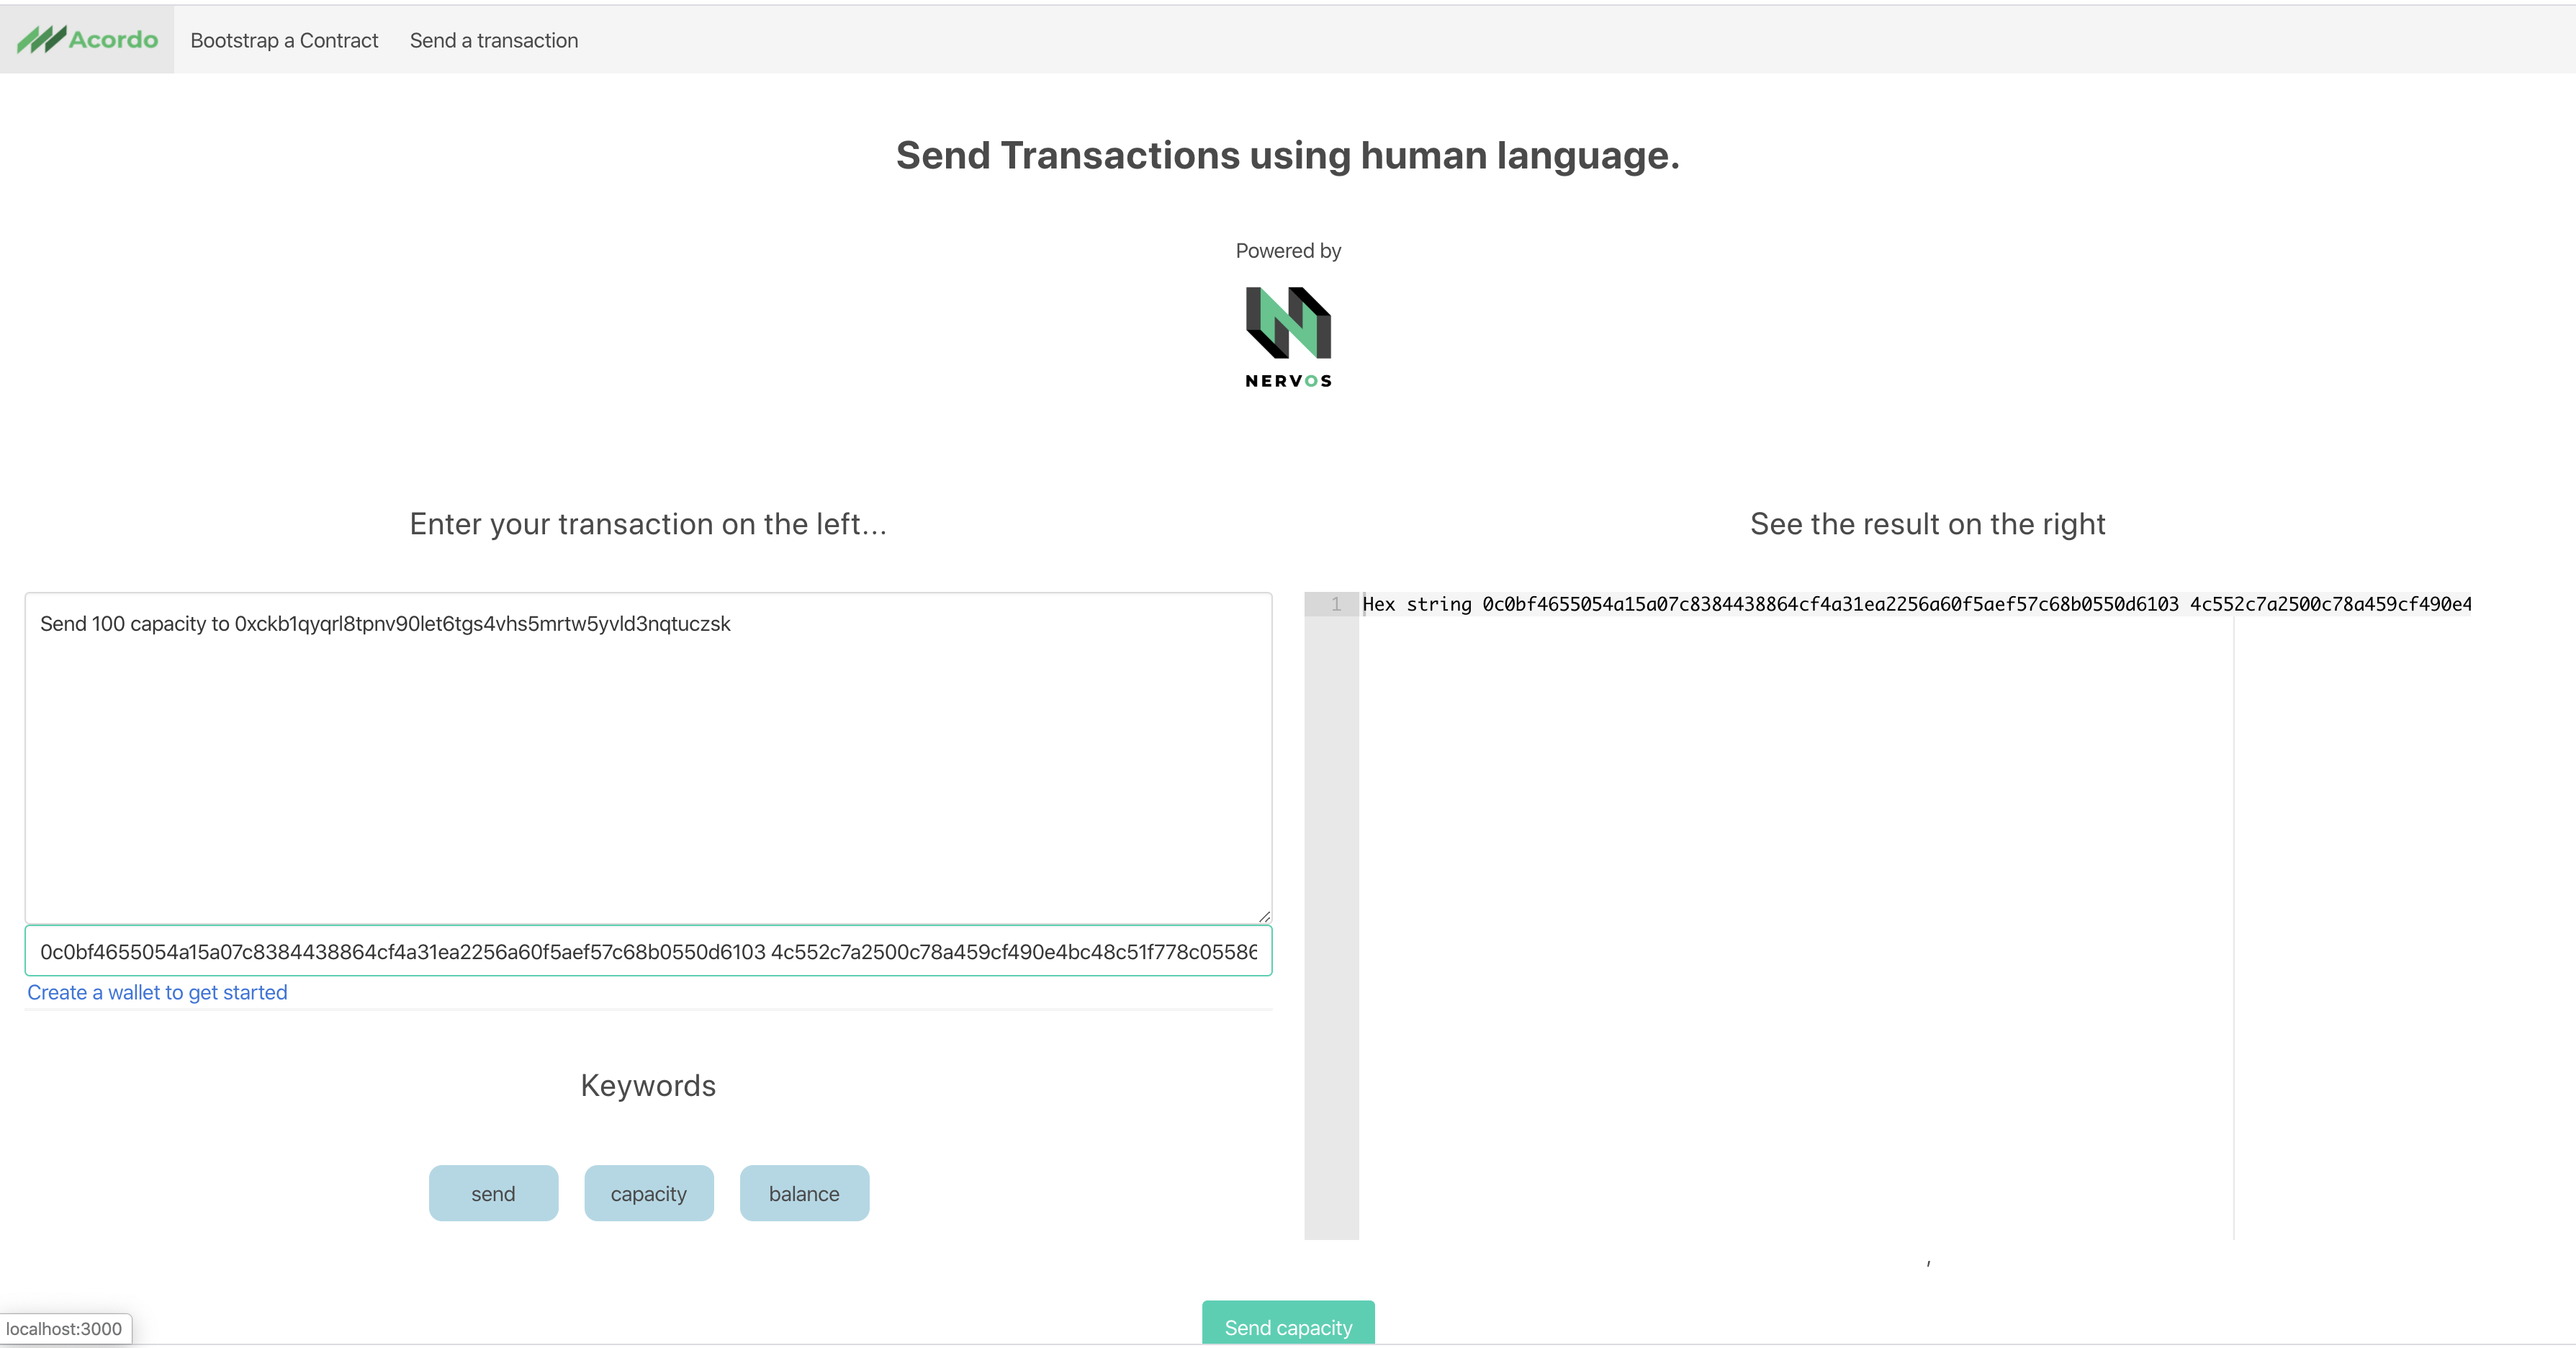 Acordo Bootstrap a Contract Send a transaction
Send Transactions using human language.
Powered by
NERVOS
Enter your transaction on the left...
See the result on the right
Send 100 capacity to 0xckb1qyqrl8tpnv90let6tgs4vhs5mrtw5yvld3nqtuczsk
1 Hex string 0c0bf4655054a15a07c8384438864cf4a31ea2256a60f5aef57c68b0550d6103 4c552c7a2500c78a459cf490e4
0c0bf4655054a15a07c8384438864cf4a31ea2256a60f5aef57c68b0550d6103 4c552c7a2500c78a459cf490e4bc48c51f778c05586
Create a wallet to get started
Keywords
send capacity balance
,
Send capacity
localhost:3000